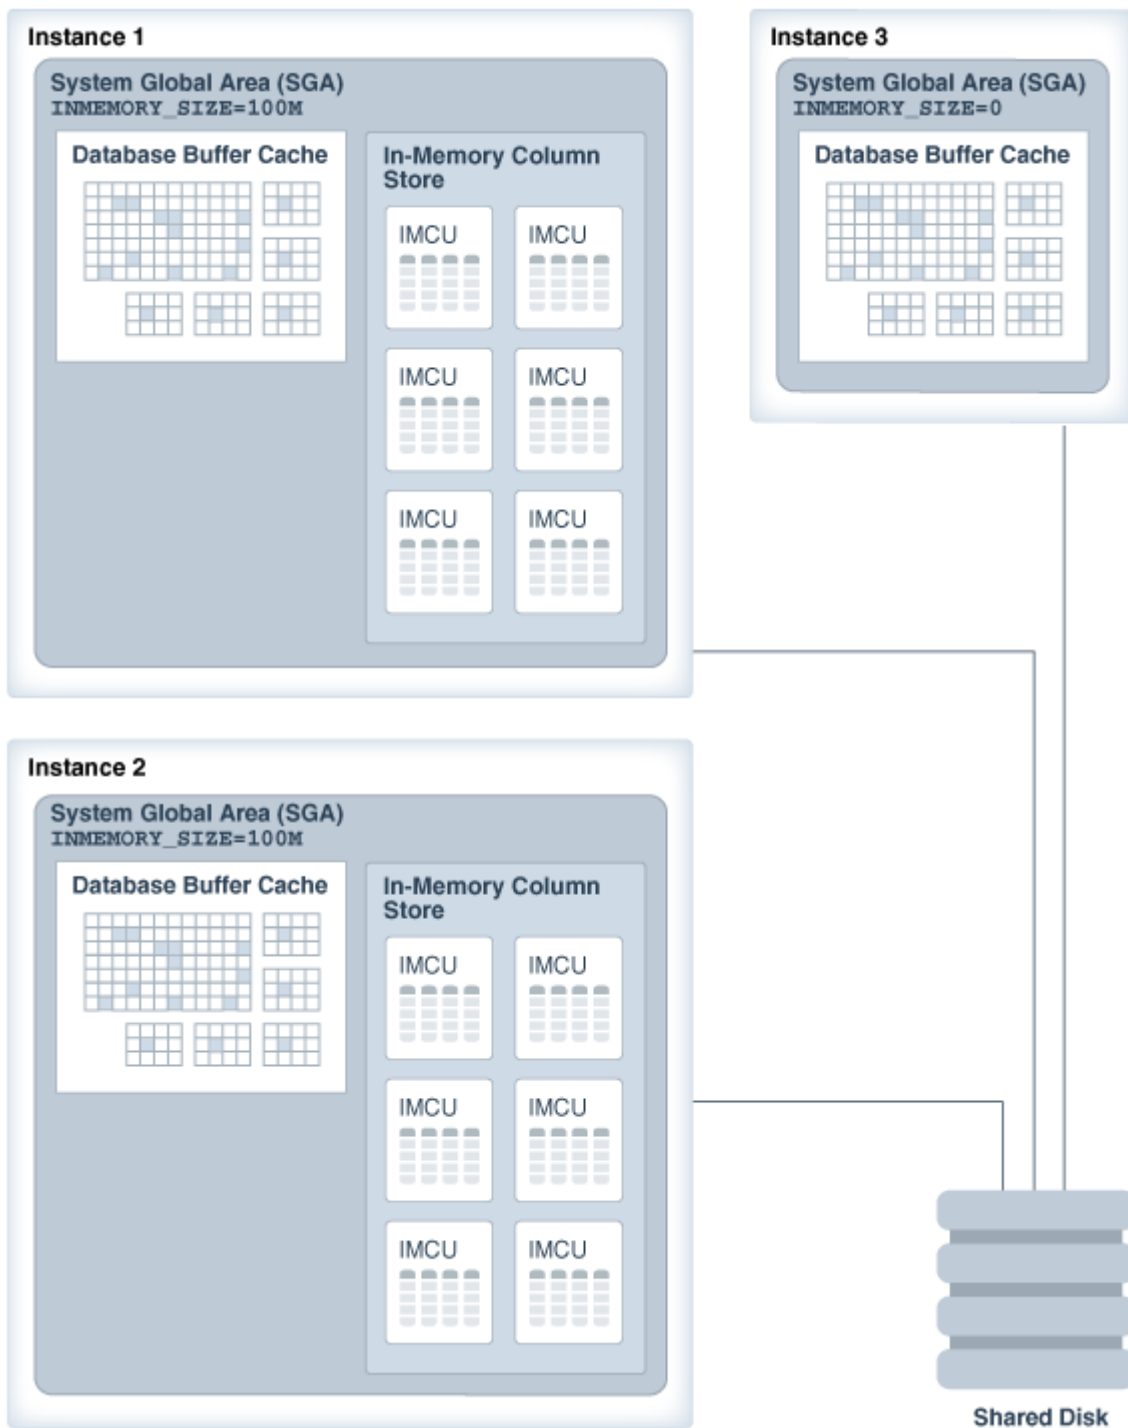 Instance 1
System Global Area (SGA)
INMEMORY_SIZE=100M
Database Buffer Cache
In-Memory Column
Store
IMCU
IMCU
IMCU
IMCU
IMCU
IMCU
Instance 3
System Global Area (SGA)
INMEMORY_SIZE=0
Database Buffer Cache
Instance 2
System Global Area (SGA)
INMEMORY_SIZE=100M
Database Buffer Cache
In-Memory Column
Store
IMCU
IMCU
IMCU
IMCU
IMCU
IMCU
Shared Disk